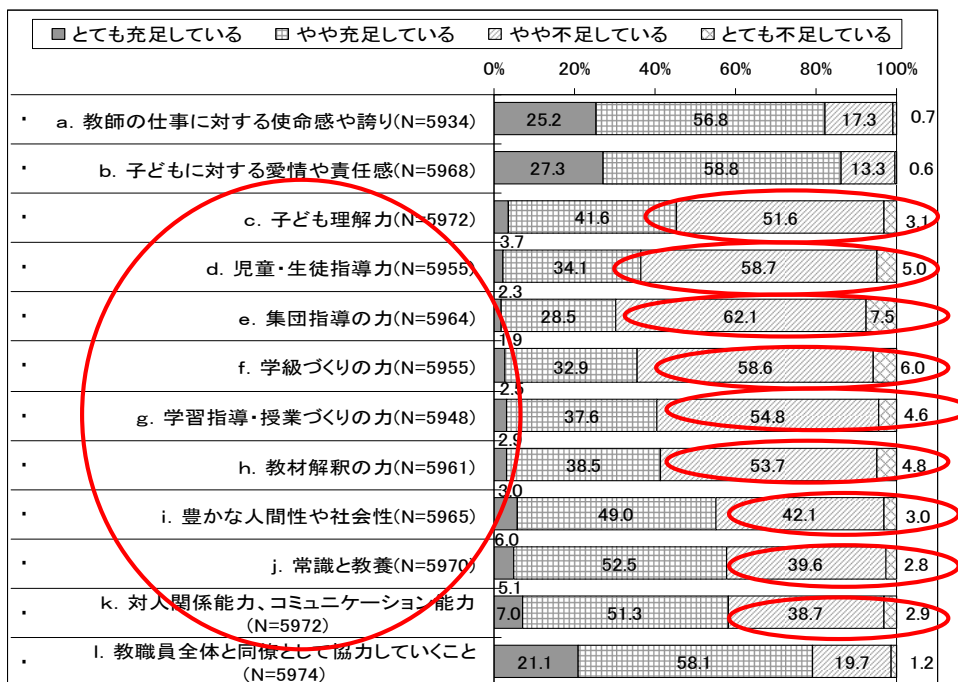 とても充足している やや充足している やや不足している とても不足している
0% 20% 40% 60% 80% 100%
・ a. 教師の仕事に対する使命感や誇り(N=5934) 25.2 56.8 17.3 0.7
・ b. 子どもに対する愛情や責任感(N=5968) 27.3 58.8 13.3 0.6
・ c. 子ども理解力(N=5972) 41.6 51.6 3.1
3.7
・ d. 児童・生徒指導力(N=5955) 34.1 58.7 5.0
2.3
・ e. 集団指導の力(N=5964) 28.5 62.1 7.5
1.9
・ f. 学級づくりの力(N=5955) 32.9 58.6 6.0
2.5
・ g. 学習指導・授業づくりの力(N=5948) 37.6 54.8 4.6
2.9
・ h. 教材解釈の力(N=5961) 38.5 53.7 4.8
3.0
・ i. 豊かな人間性や社会性(N=5965) 49.0 42.1 3.0
6.0
・ j. 常識と教養(N=5970) 52.5 39.6 2.8
5.1
・ k. 対人関係能力、コミュニケーション能力 7.0 51.3 38.7 2.9
(N=5972)
・ l. 教職員全体と同僚として協力していくこと 21.1 58.1 19.7 1.2
(N=5974)